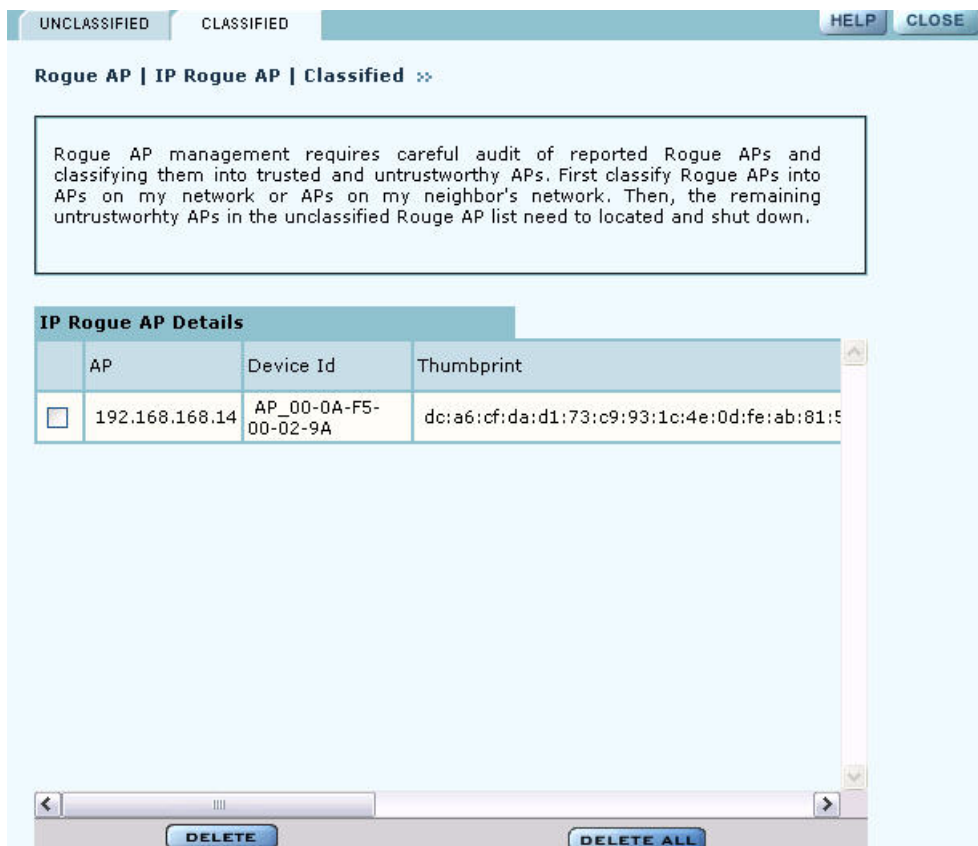 UNCLASSIFIED CLASSIFIED HELP CLOSE
Rogue AP | IP Rogue AP | Classified >>
Rogue AP management requires careful audit of reported Rogue APs and
classifying them into trusted and untrustworthy APs. First classify Rogue APs into
APs on my network or APs on my neighbor's network. Then, the remaining
untrustworhty APs in the unclassified Rouge AP list need to located and shut down.
IP Rogue AP Details
AP Device Id Thumbprint
192.168.168.14 AP_00-0A-F5-
00-02-9A dc:a6:cf:da:d1:73:c9:93:1c:4e:0d:fe:ab:81:5
DELETE DELETE ALL